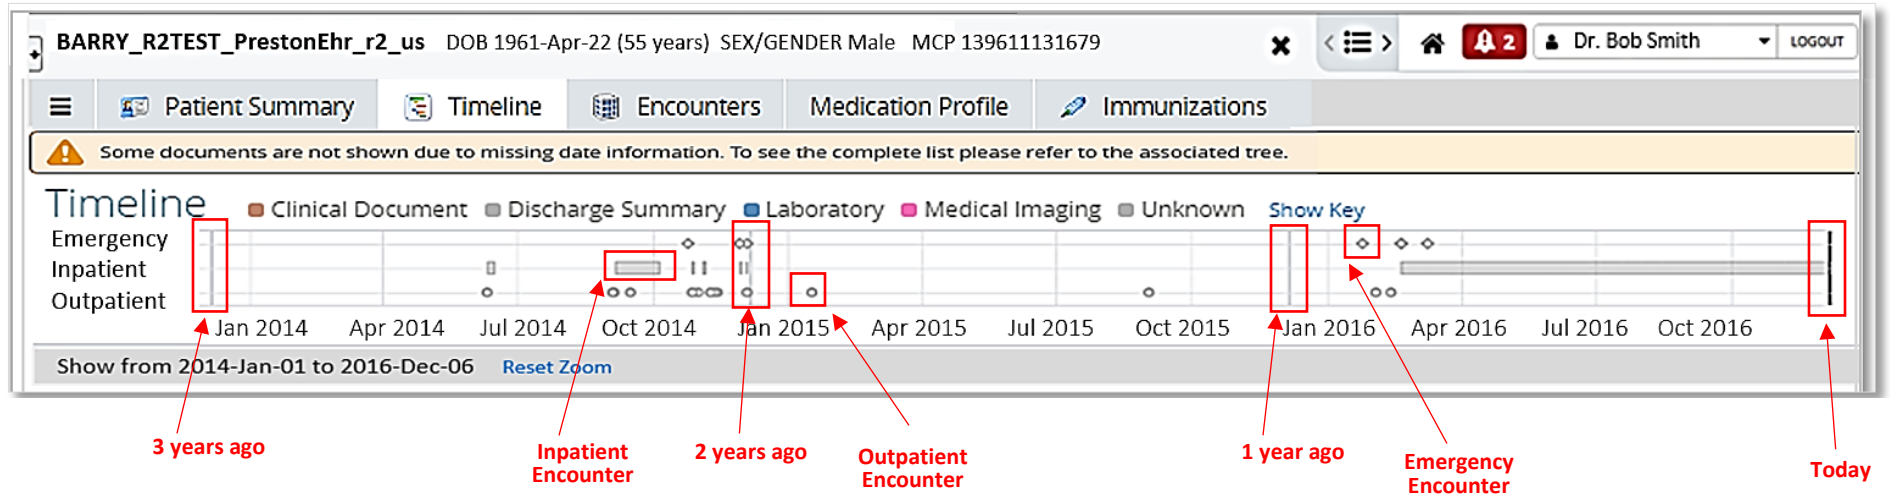 BARRY_R2TEST_PrestonEhr_r2_us DOB 1961-Apr-22 (55 years) SEX/GENDER Male MCP 139611131679 2 Dr. Bob Smith LOGOUT
Patient Summary Timeline Encounters Medication Profile Immunizations
Some documents are not shown due to missing date information. To see the complete list please refer to the associated tree.
Timeline Clinical Document Discharge Summary Laboratory Medical Imaging Unknown Show Key
Emergency
Inpatient
Outpatient
Jan 2014 Apr 2014 Jul 2014 Oct 2014 Jan 2015 Apr 2015 Jul 2015 Oct 2015 Jan 2016 Apr 2016 Jul 2016 Oct 2016
Show from 2014-Jan-01 to 2016-Dec-06 Reset Zoom
3 years ago
Inpatient
Encounter
2 years ago
Outpatient
Encounter
1 year ago
Emergency
Encounter
Today